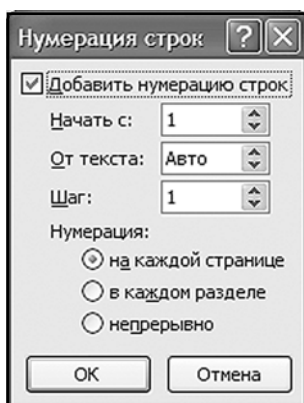 Нумерация строк
Добавить нумерацию строк
Начать с: 1
От текста: Авто
Шаг: 1
Нумерация:
на каждой странице
в каждом разделе
непрерывно
ОК Отмена